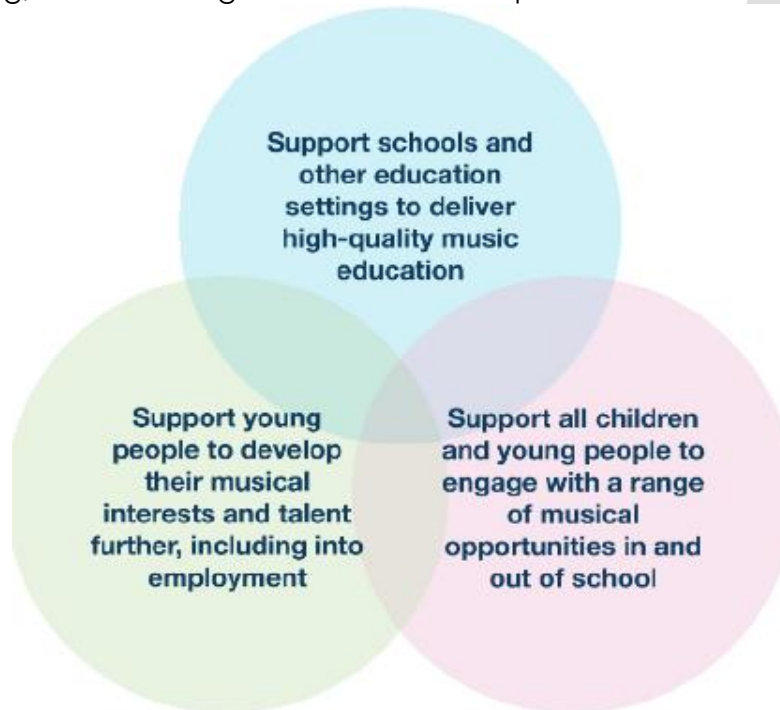 Support schools and
other education
settings to deliver
high-quality music
education
Support young
people to develop
their musical
interests and talent
further, including into
employment
Support all children
and young people to
engage with a range
of musical
opportunities in and
out of school